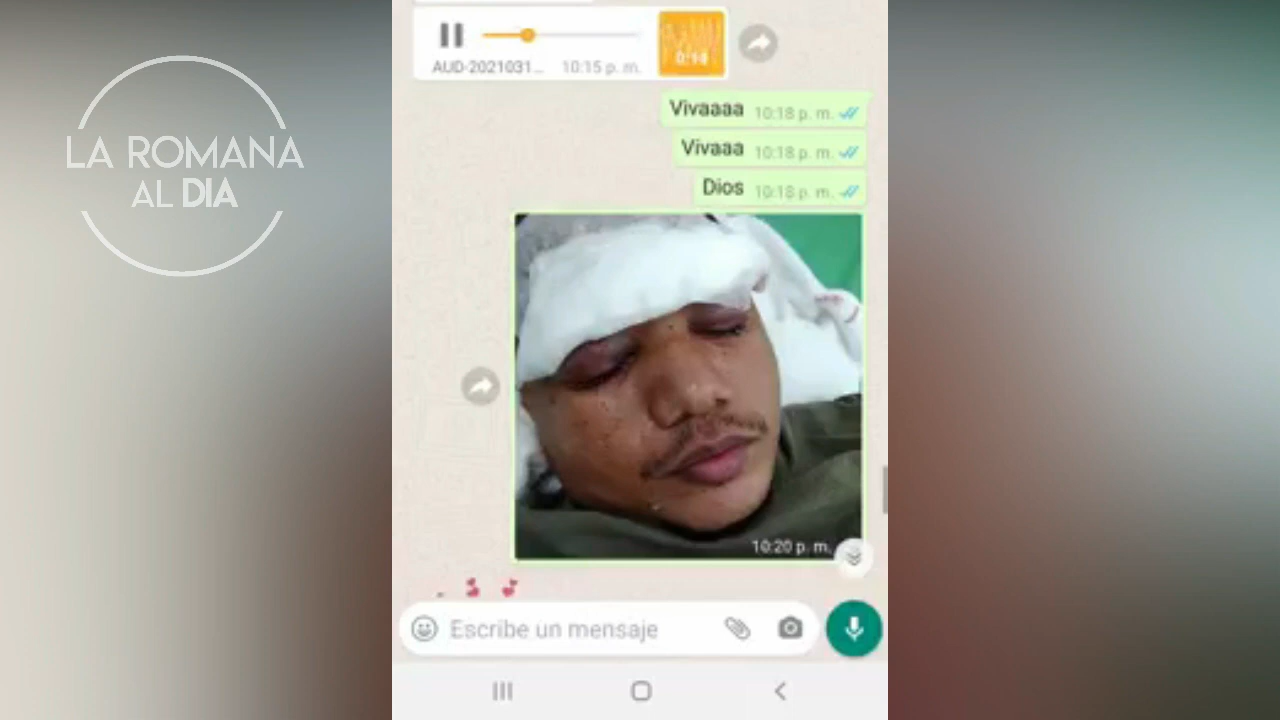 LA ROMANA
AL DIA
0:18
AUD-2021031... 10:15 p. m.
Vivaaaa 10:18 p. m.
Vivaaa 10:18 p. m.
Dios 10:18 p. m.
10:20 p. m.
Escribe un mensaje